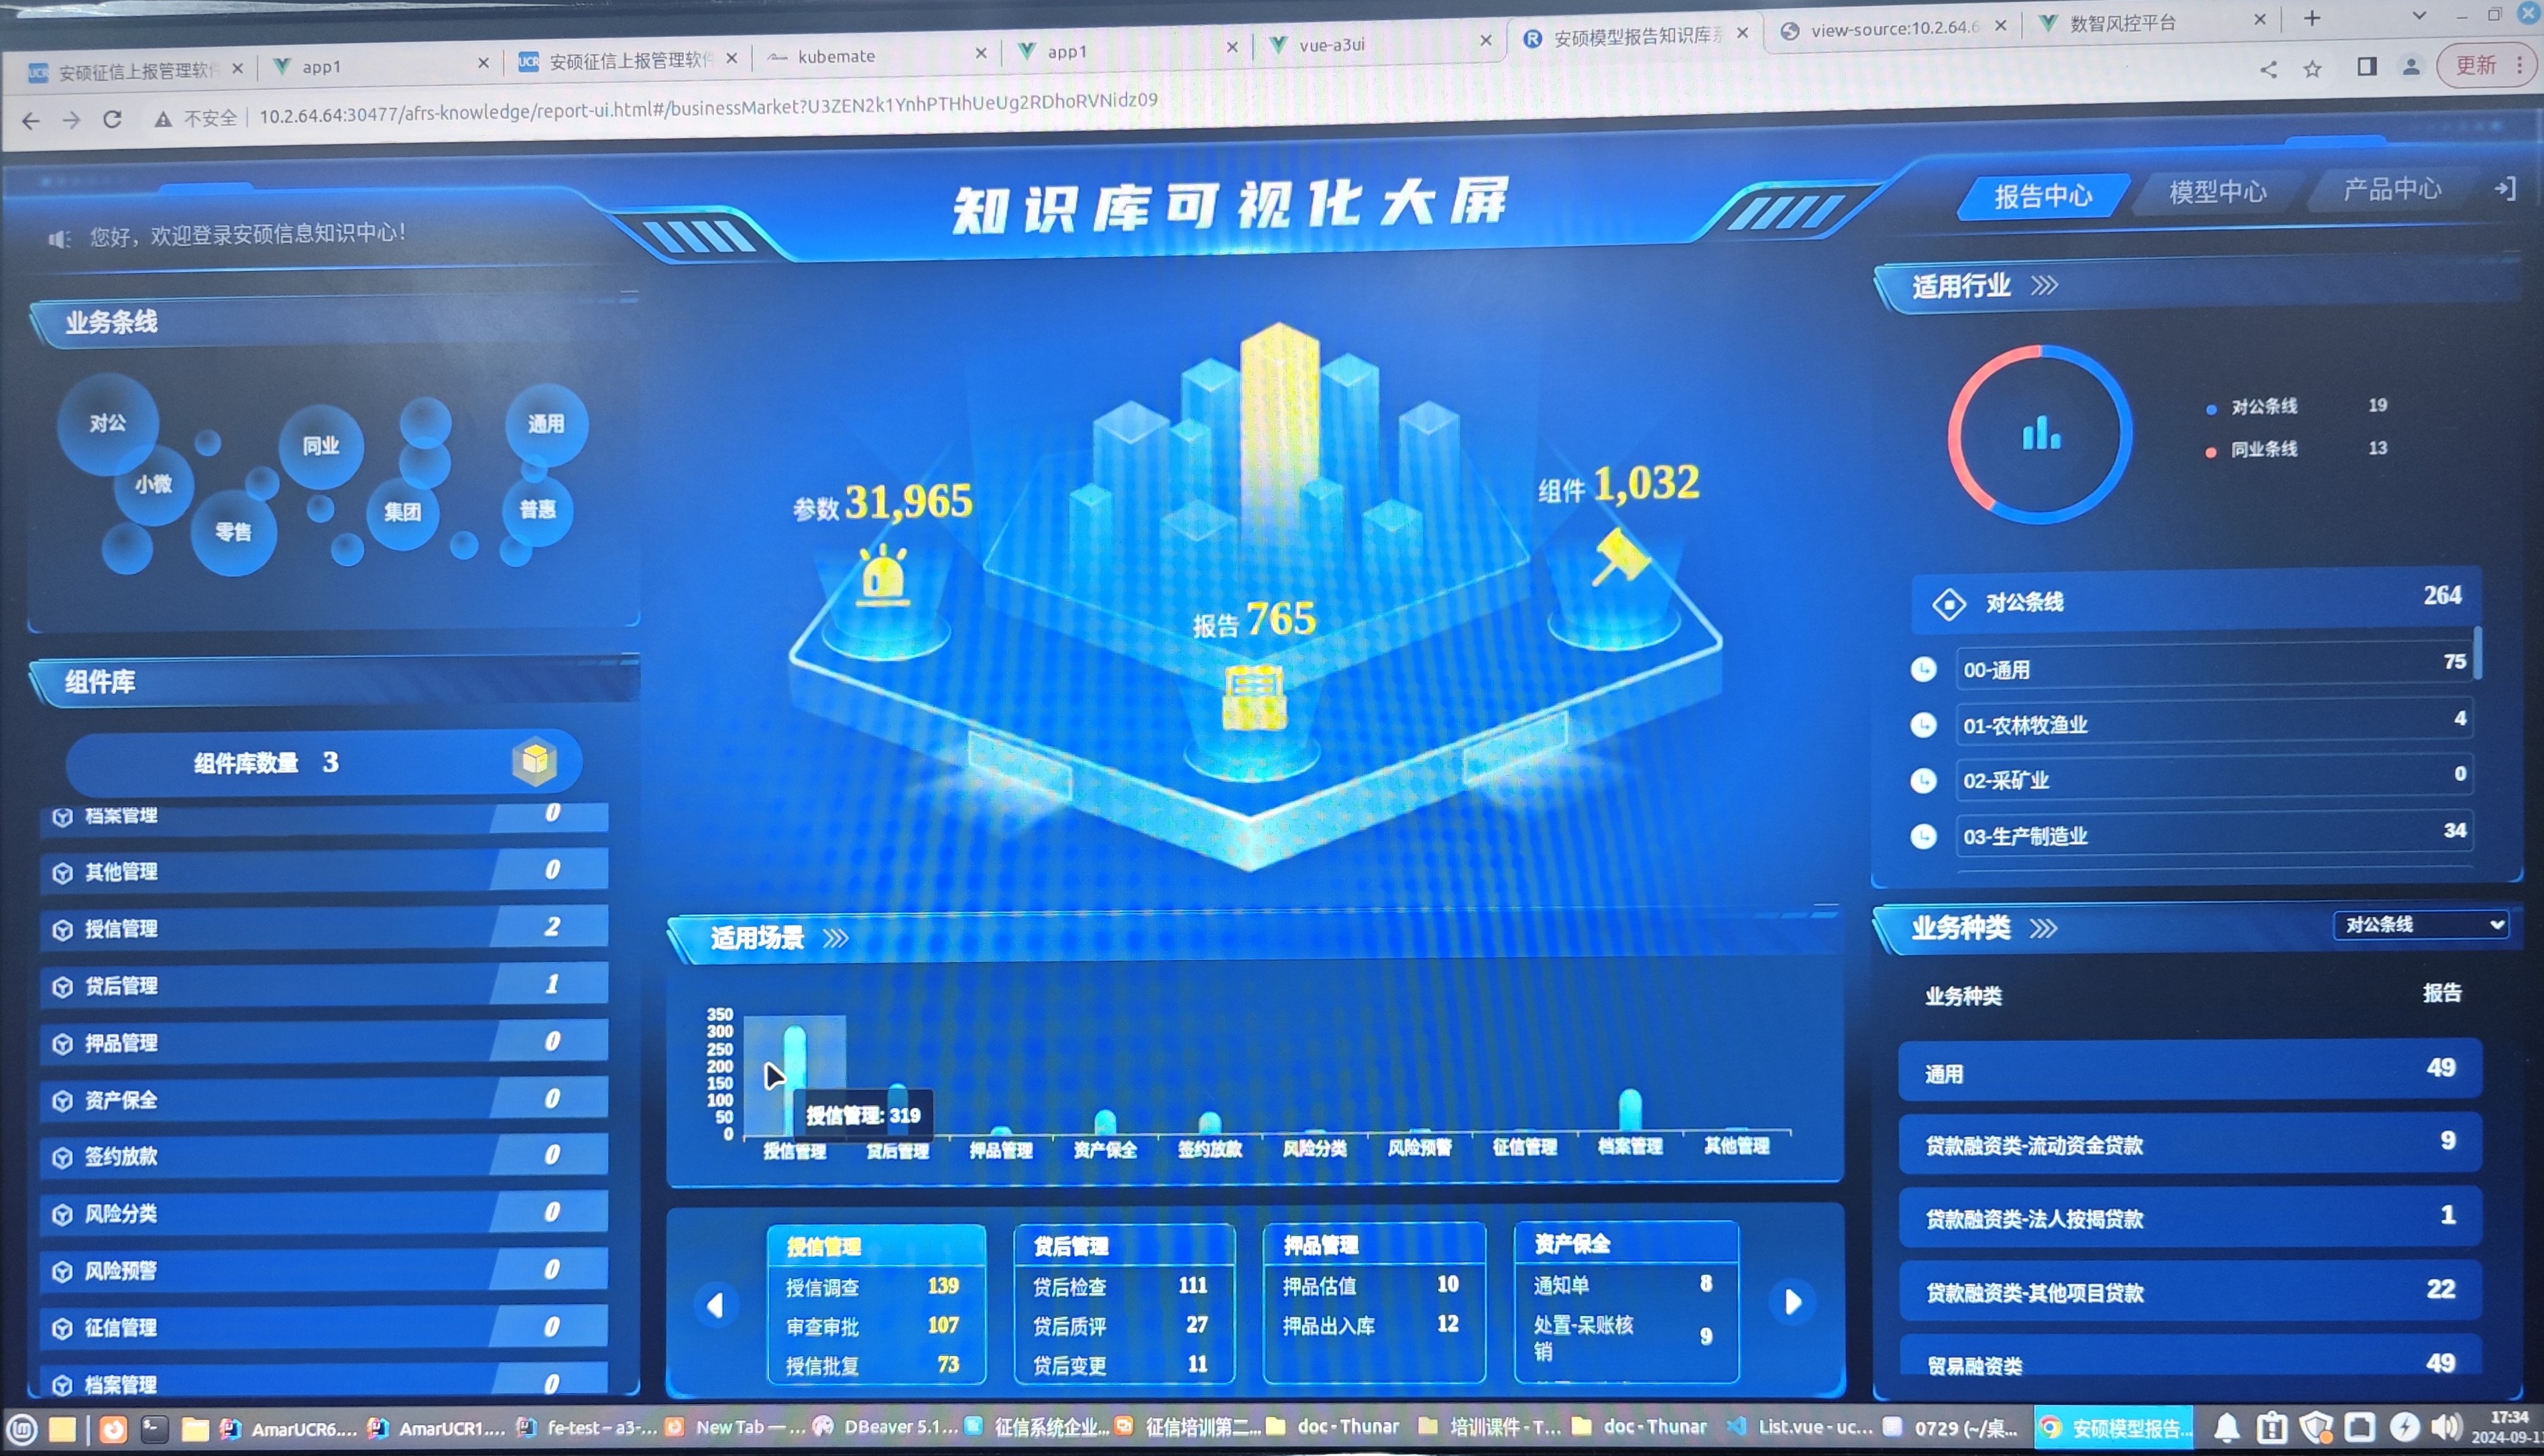 安硕征信上报管理软件
app1
安硕征信上报管理软件
kubemate
app1
vue-a3ui
安硕模型报告知识库系
view-source:10.2.64.6
数智风控平台
更新
不安全
10.2.64.64:30477/afrs-knowledge/report-ui.html#/businessMarket?U3ZEN2k1YnhPTHhUeUg2RDhoRVNidz09
知识库可视化大屏
您好，欢迎登录安硕信息知识中心！
报告中心
模型中心
产品中心
业务条线
对公
小微
零售
同业
集团
通用
普惠
组件库
组件库数量 3
档案管理 0
其他管理 0
授信管理 2
贷后管理 1
押品管理 0
资产保全 0
签约放款 0
风险分类 0
风险预警 0
征信管理 0
档案管理 0
参数 31,965
组件 1,032
报告 765
适用场景
350
300
250
200
150
100
50
0
授信管理: 319
授信管理 贷后管理 押品管理 资产保全 签约放款 风险分类 风险预警 征信管理 档案管理 其他管理
授信管理
授信调查 139
审查审批 107
授信批复 73
贷后管理
贷后检查 111
贷后质评 27
贷后变更 11
押品管理
押品估值 10
押品出入库 12
资产保全
通知单 8
处置-呆账核
销 9
适用行业
对公条线 19
同业条线 13
对公条线 264
00-通用 75
01-农林牧渔业 4
02-采矿业 0
03-生产制造业 34
业务种类
对公条线
业务种类 报告
通用 49
贷款融资类-流动资金贷款 9
贷款融资类-法人按揭贷款 1
贷款融资类-其他项目贷款 22
贸易融资类 49
AmarUCR6....
AmarUCR1....
fe-test – a3-...
New Tab — ...
DBeaver 5.1...
征信系统企业...
征信培训第二...
doc - Thunar
培训课件 - T...
doc - Thunar
List.vue - uc...
0729 (~/桌...
安硕模型报告...
17:34
2024-09-1